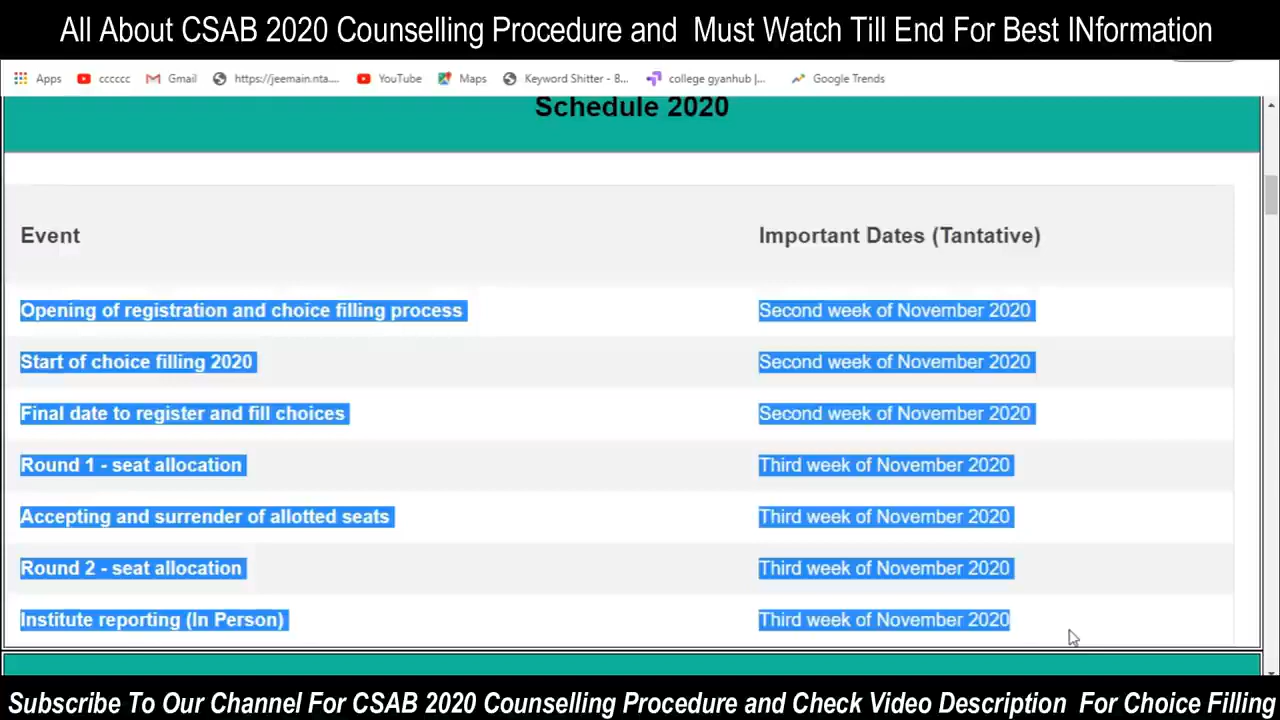 All About CSAB 2020 Counselling Procedure and Must Watch Till End For Best INformation
Apps cccccc Gmail https://jeemain.nta.... YouTube Maps Keyword Shitter - 8... college gyanhub |... Google Trends
Schedule 2020
Event Important Dates (Tantative)
Opening of registration and choice filling process Second week of November 2020
Start of choice filling 2020 Second week of November 2020
Final date to register and fill choices Second week of November 2020
Round 1 - seat allocation Third week of November 2020
Accepting and surrender of allotted seats Third week of November 2020
Round 2 - seat allocation Third week of November 2020
Institute reporting (In Person) Third week of November 2020
Subscribe To Our Channel For CSAB 2020 Counselling Procedure and Check Video Description For Choice Filling